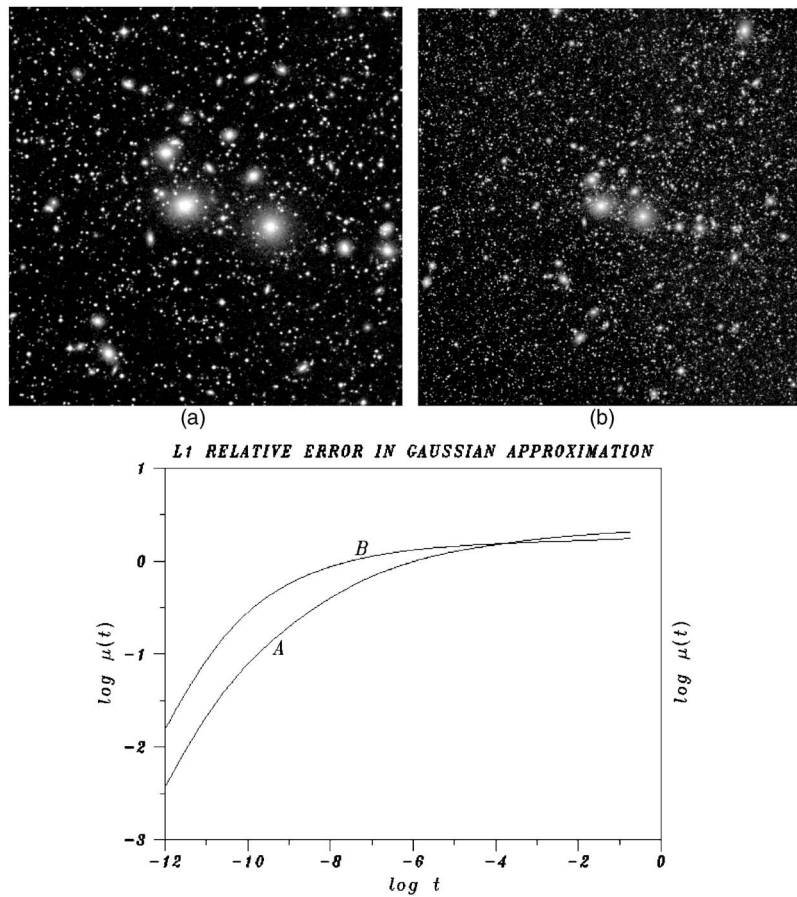 (a) (b)
L1 RELATIVE ERROR IN GAUSSIAN APPROXIMATION
1
0
-1
-2
-3
log μ(t)
log μ(t)
B
A
-12 -10 -8 -6 -4 -2 0
log t